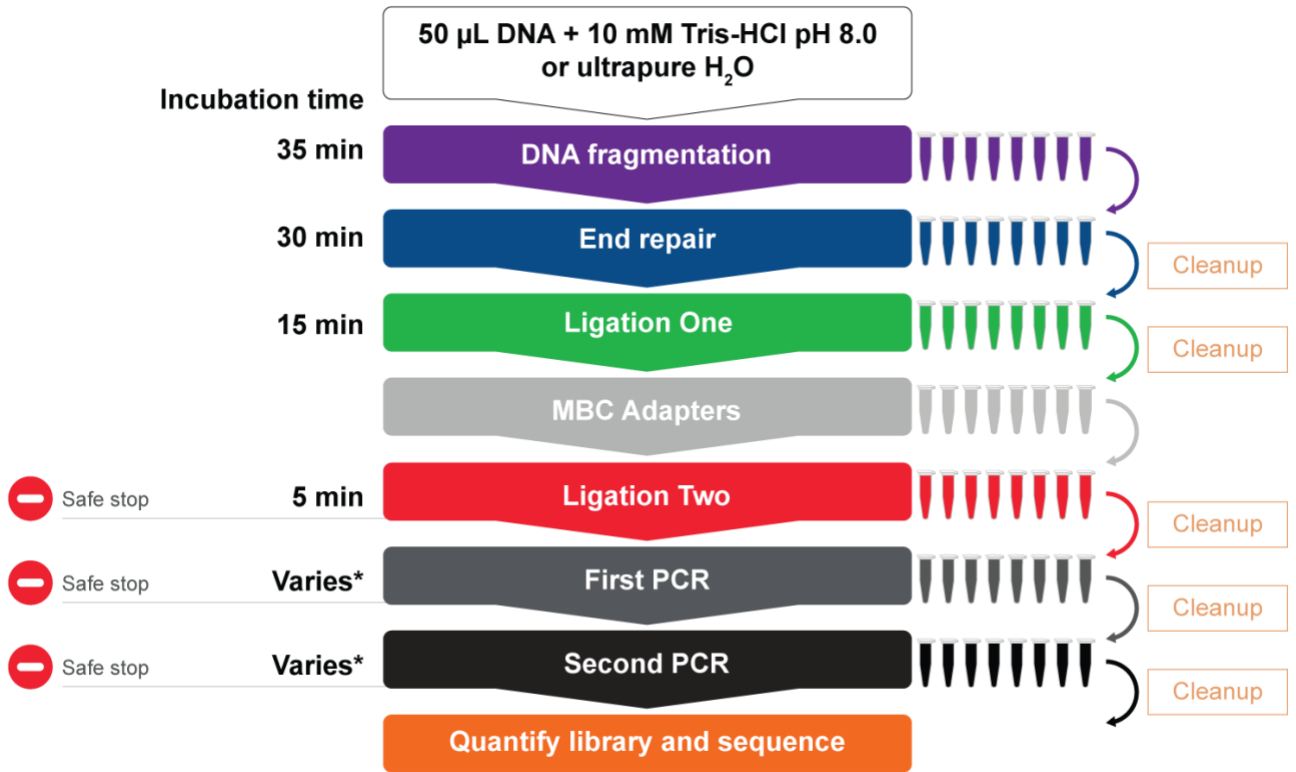 50 µL DNA + 10 mM Tris-HCl pH 8.0
or ultrapure H₂O
Incubation time
35 min
DNA fragmentation
30 min
End repair
Cleanup
15 min
Ligation One
Cleanup
MBC Adapters
Safe stop
5 min
Ligation Two
Cleanup
Safe stop
Varies*
First PCR
Cleanup
Safe stop
Varies*
Second PCR
Cleanup
Quantify library and sequence